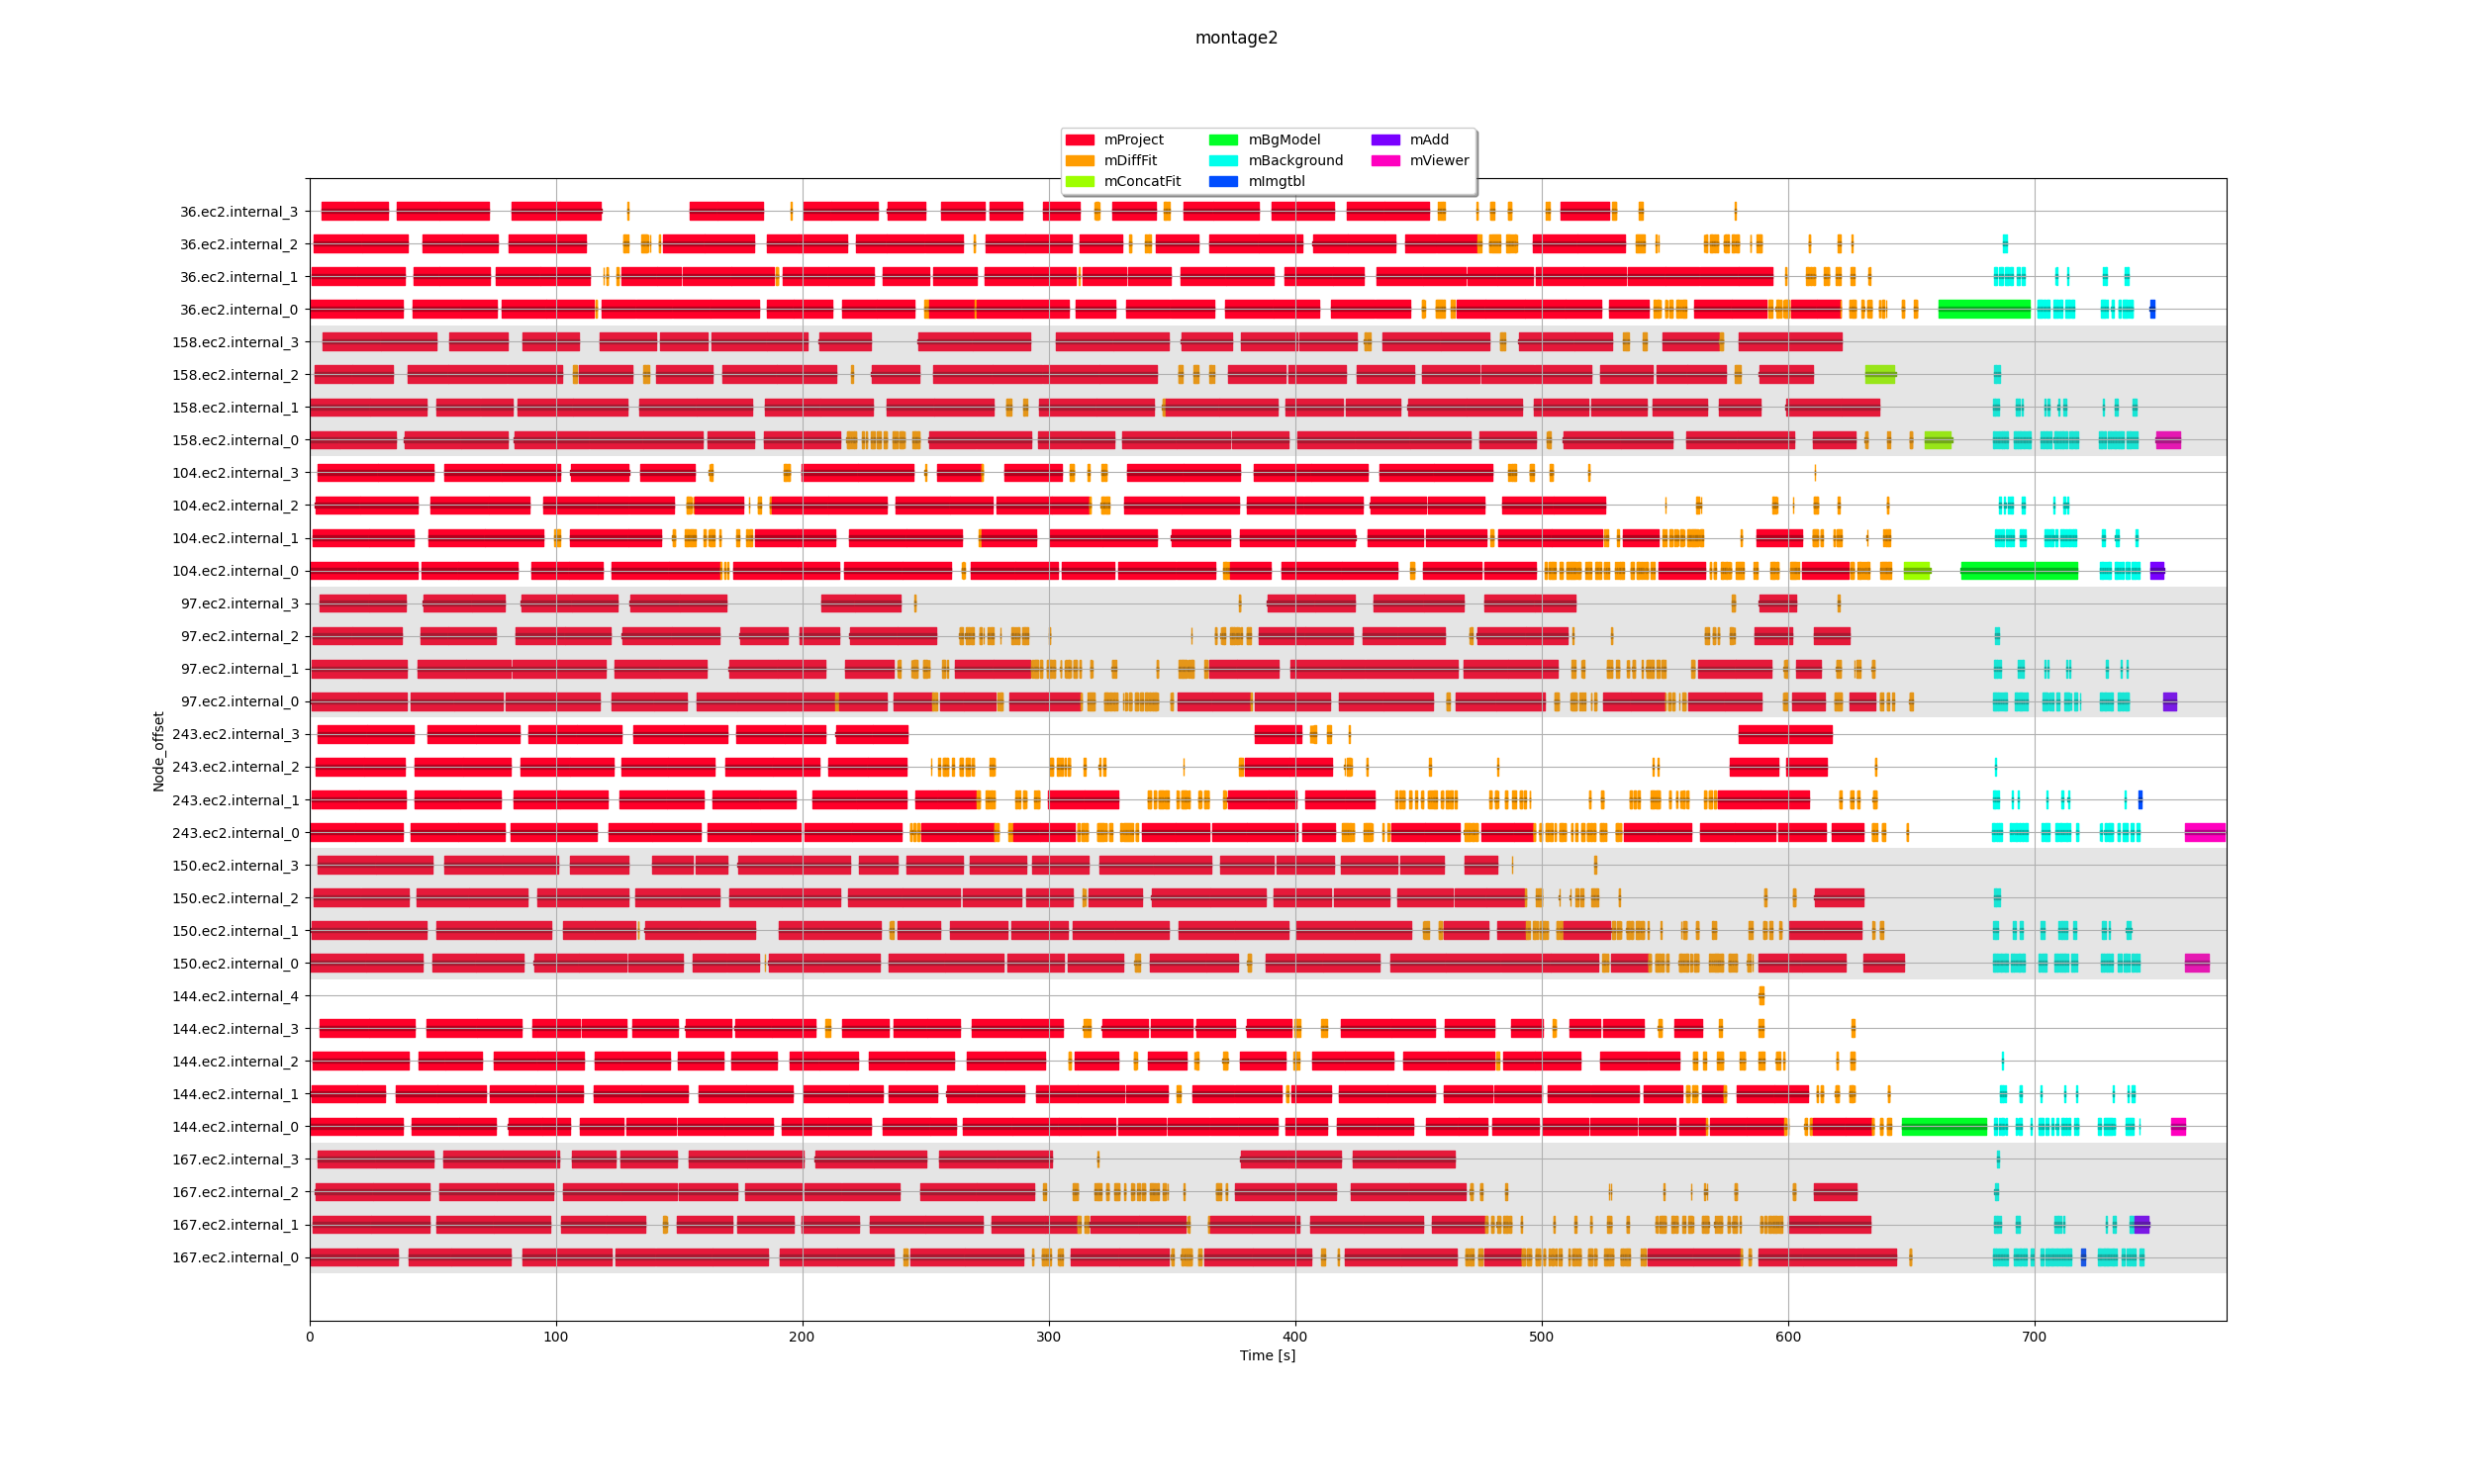 montage2
mProject
mDiffFit
mConcatFit
mBgModel
mBackground
mImgtbl
mAdd
mViewer
36.ec2.internal_3
36.ec2.internal_2
36.ec2.internal_1
36.ec2.internal_0
158.ec2.internal_3
158.ec2.internal_2
158.ec2.internal_1
158.ec2.internal_0
104.ec2.internal_3
104.ec2.internal_2
104.ec2.internal_1
104.ec2.internal_0
97.ec2.internal_3
97.ec2.internal_2
97.ec2.internal_1
97.ec2.internal_0
243.ec2.internal_3
243.ec2.internal_2
243.ec2.internal_1
243.ec2.internal_0
150.ec2.internal_3
150.ec2.internal_2
150.ec2.internal_1
150.ec2.internal_0
144.ec2.internal_4
144.ec2.internal_3
144.ec2.internal_2
144.ec2.internal_1
144.ec2.internal_0
167.ec2.internal_3
167.ec2.internal_2
167.ec2.internal_1
167.ec2.internal_0
Node_offset
0 100 200 300 400 500 600 700
Time [s]